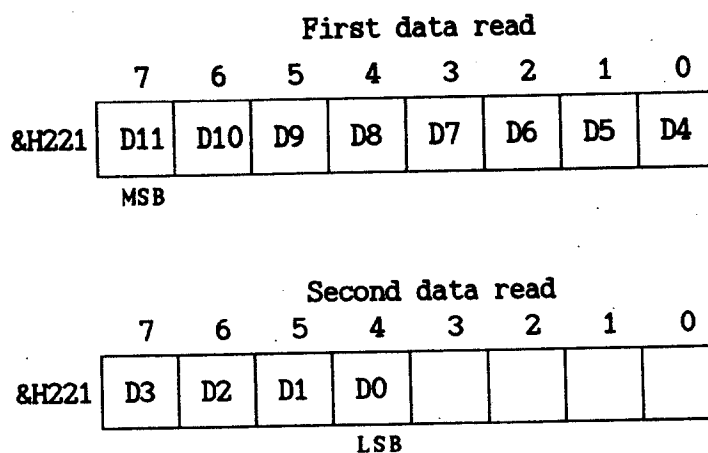 First data read
7 6 5 4 3 2 1 0
&H221 D11 D10 D9 D8 D7 D6 D5 D4
MSB
Second data read
7 6 5 4 3 2 1 0
&H221 D3 D2 D1 D0
LSB